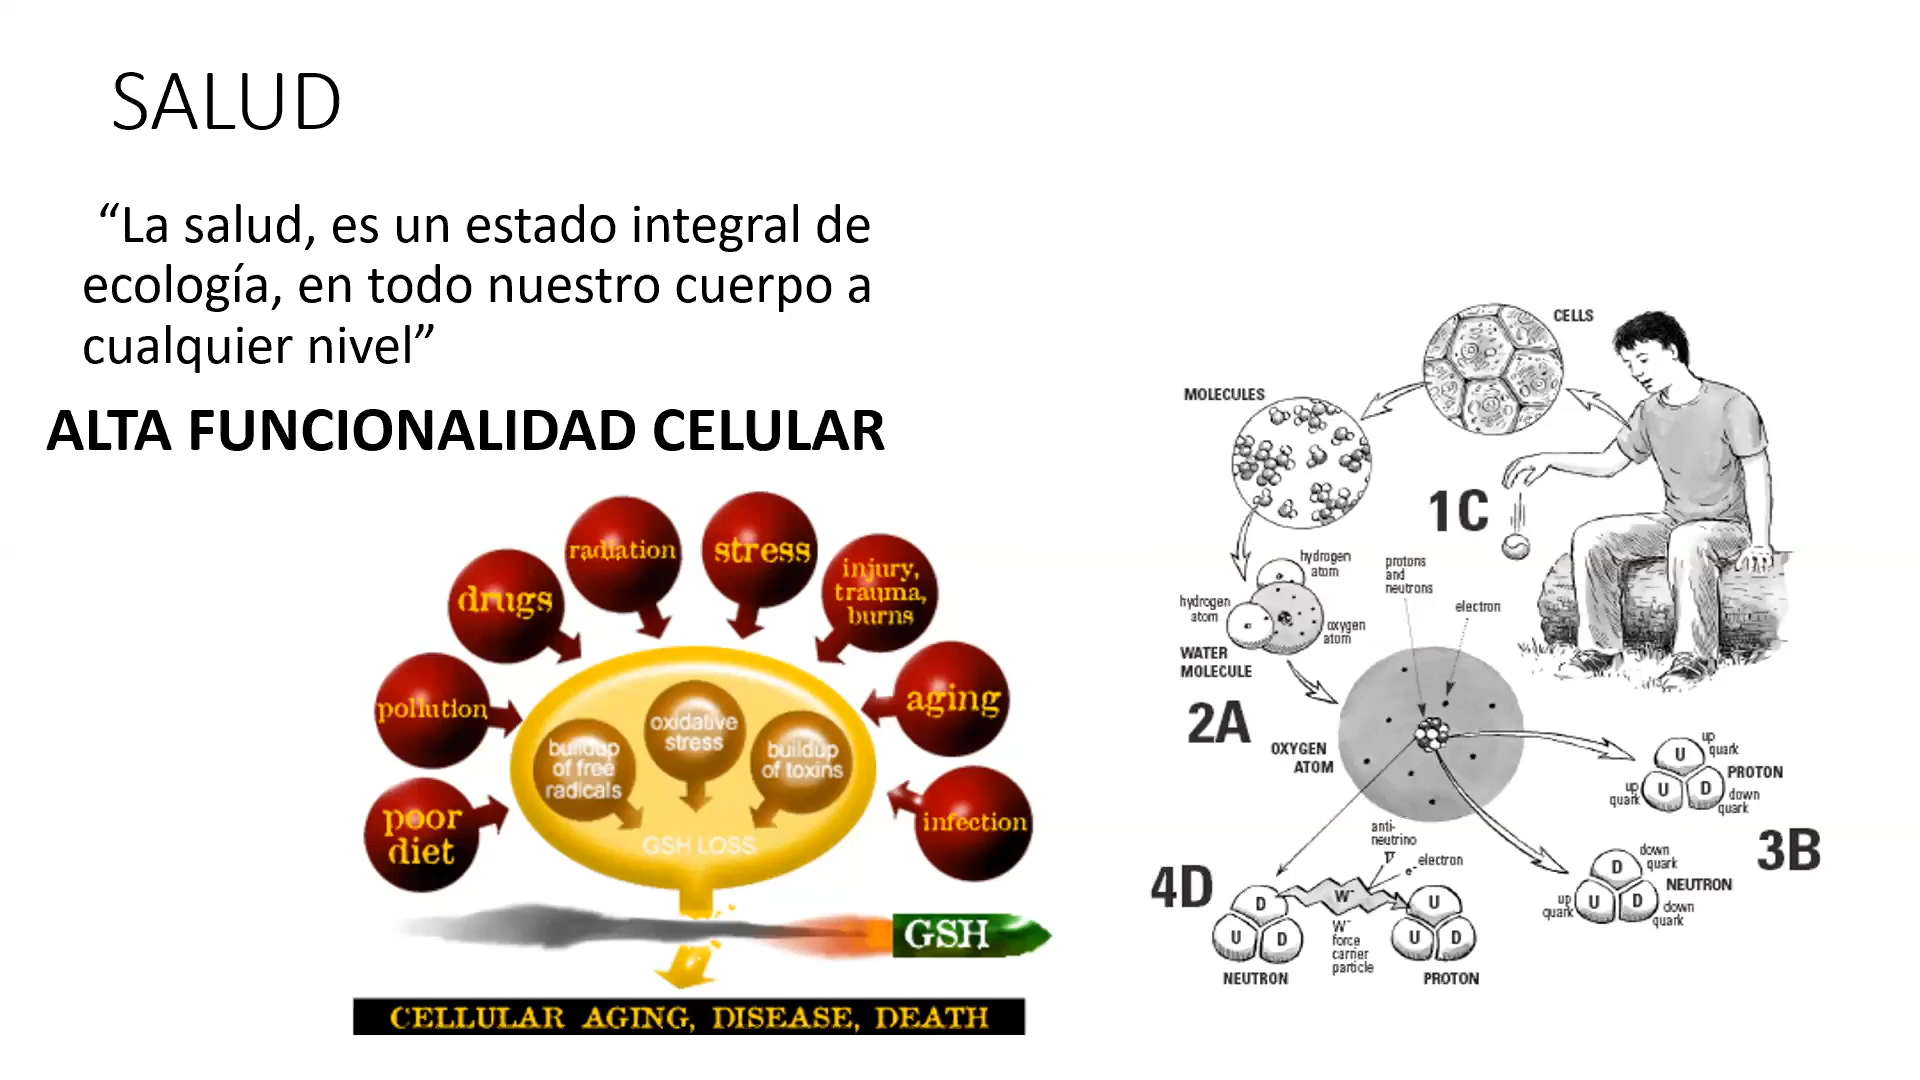 SALUD
“La salud, es un estado integral de
ecología, en todo nuestro cuerpo a
cualquier nivel”
ALTA FUNCIONALIDAD CELULAR
radiation
stress
injury,
trauma,
burns
drugs
aging
pollution
infection
poor
diet
buildup
of free
radicals
oxidative
stress
buildup
of toxins
GSH LOSS
GSH
CELLULAR AGING, DISEASE, DEATH
CELLS
MOLECULES
1C
hydrogen
atom
hydrogen
atom
oxygen
atom
WATER
MOLECULE
protons
and
neutrons
electron
2A
OXYGEN
ATOM
up
quark
U
PROTON
up
quark
U
D
down
quark
3B
down
quark
D
NEUTRON
up
quark
U
D
down
quark
4D
anti-
neutrino
electron
e-
D
W-
U
U
D
U
D
W-
force
carrier
particle
NEUTRON
PROTON